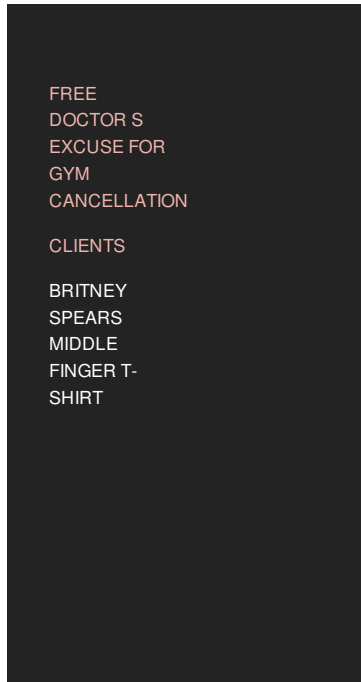 FREE
DOCTOR S
EXCUSE FOR
GYM
CANCELLATION
CLIENTS
BRITNEY
SPEARS
MIDDLE
FINGER T-
SHIRT